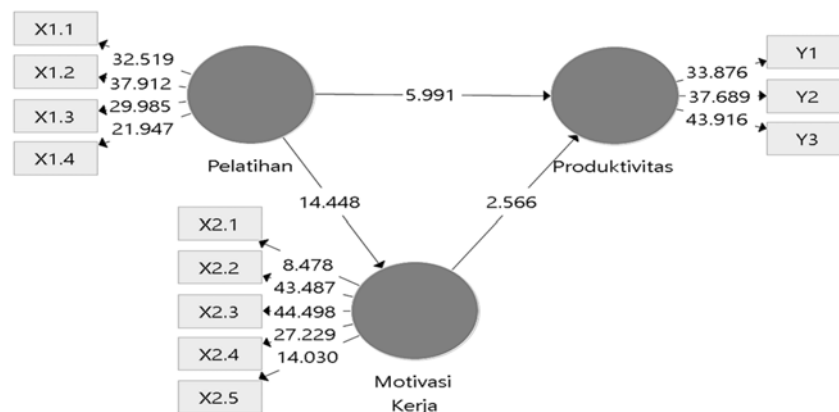 X1.1
X1.2
X1.3
X1.4
32.519
37.912
29.985
21.947
Pelatihan
5.991
Produktivitas
33.876
37.689
43.916
Y1
Y2
Y3
14.448
2.566
X2.1
X2.2
X2.3
X2.4
X2.5
8.478
43.487
44.498
27.229
14.030
Motivasi
Kerja